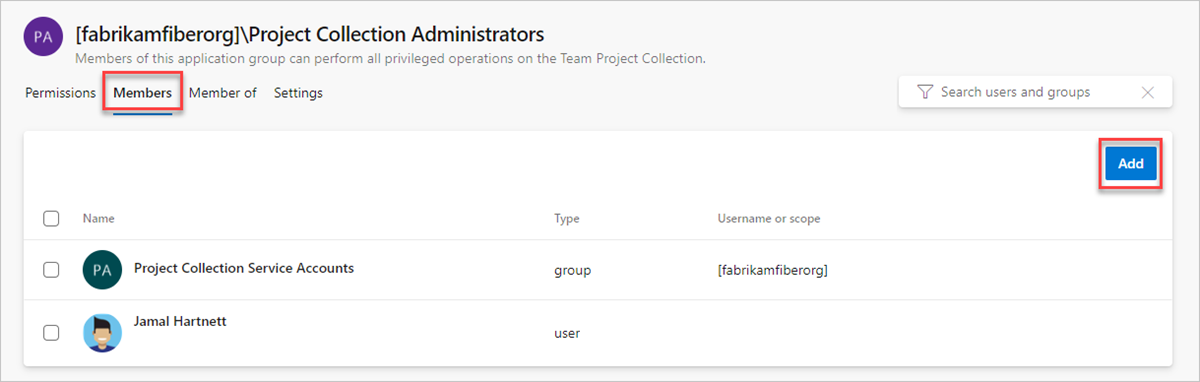 PA
[fabrikamfiberorg]\Project Collection Administrators
Members of this application group can perform all privileged operations on the Team Project Collection.
Permissions Members Member of Settings
Search users and groups
Add
Name Type Username or scope
PA Project Collection Service Accounts group [fabrikamfiberorg]
Jamal Hartnett user